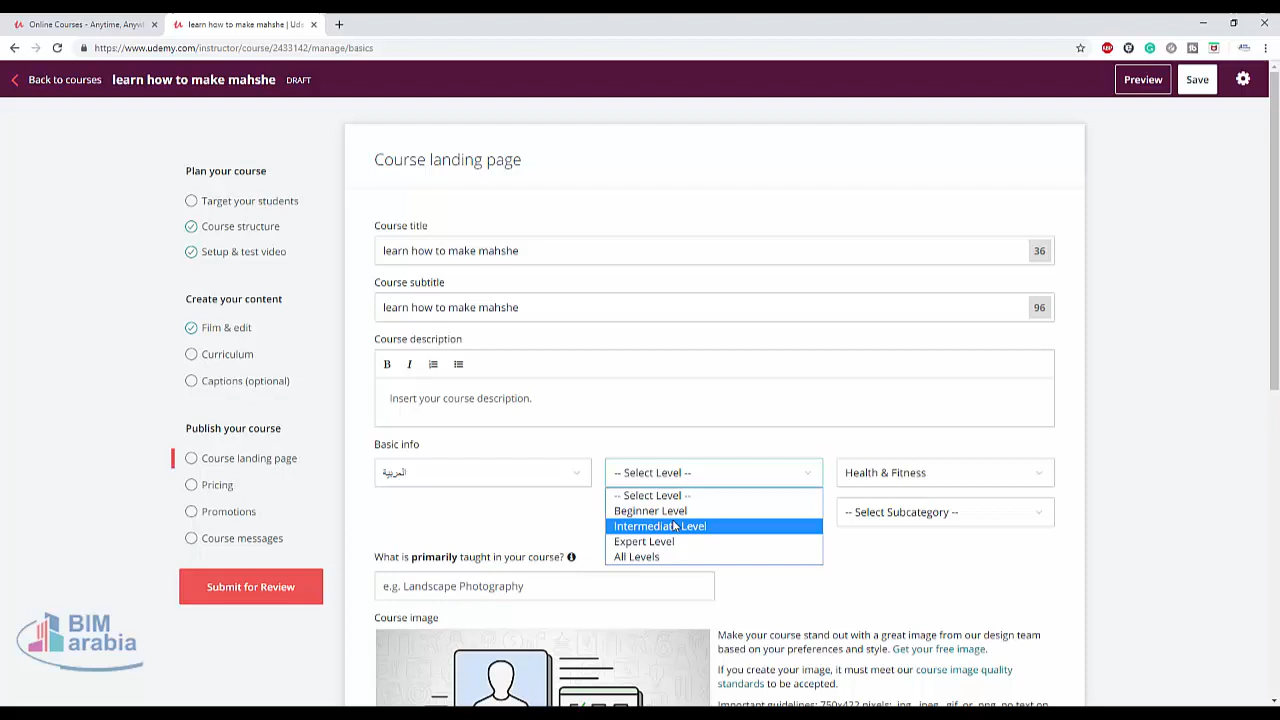 Online Courses - Anytime, Anyw
learn how to make mahshe | Ude
https://www.udemy.com/instructor/course/2433142/manage/basics
Back to courses
learn how to make mahshe
DRAFT
Preview
Save
Plan your course
Target your students
Course structure
Setup & test video
Create your content
Film & edit
Curriculum
Captions (optional)
Publish your course
Course landing page
Pricing
Promotions
Course messages
Submit for Review
BIM
arabia
Course landing page
Course title
learn how to make mahshe
36
Course subtitle
learn how to make mahshe
96
Course description
B I
Insert your course description.
Basic info
العربية
-- Select Level --
Health & Fitness
-- Select Level --
Beginner Level
Intermediate Level
Expert Level
All Levels
-- Select Subcategory --
What is primarily taught in your course?
e.g. Landscape Photography
Course image
Make your course stand out with a great image from our design team
based on your preferences and style. Get your free image.
If you create your image, it must meet our course image quality
standards to be accepted.
Important guidelines: 750x422 pixels; .jpg, .jpeg, .gif, or .png. no text on